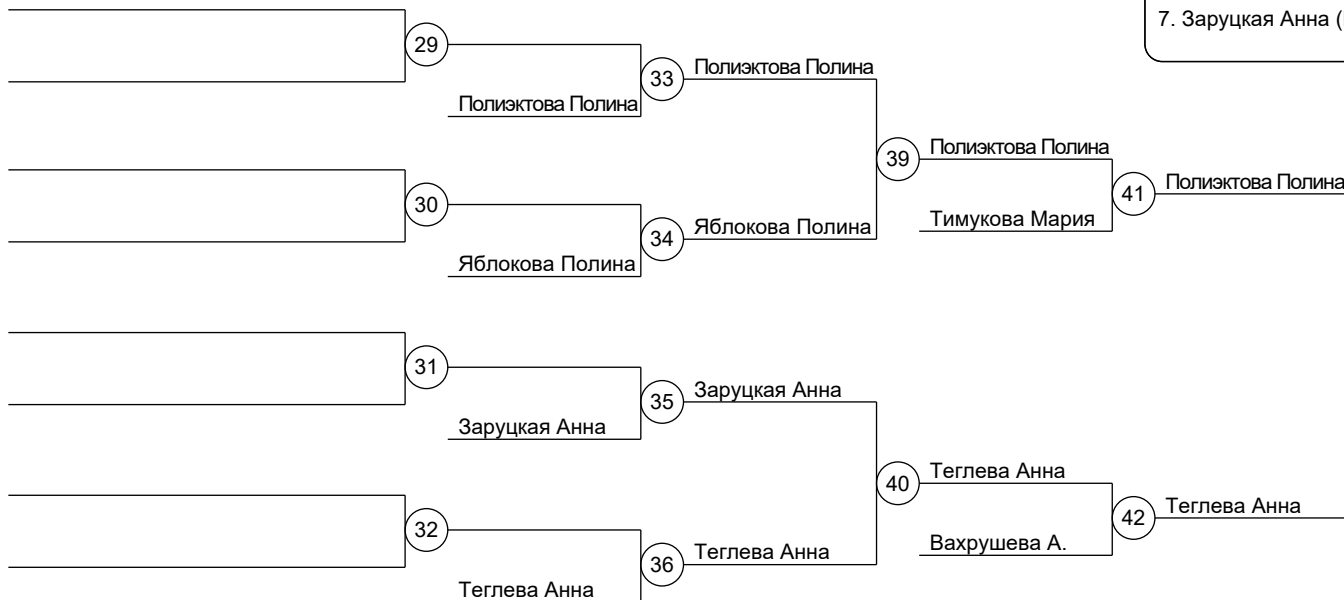 7. Заруцкая Анна (
29
Полиэктова Полина
33
Полиэктова Полина
39
Полиэктова Полина
Тимукова Мария
41
Полиэктова Полина
30
Яблокова Полина
34
Яблокова Полина
31
Заруцкая Анна
35
Заруцкая Анна
40
Теглева Анна
Вахрушева А.
42
Теглева Анна
32
Теглева Анна
36
Теглева Анна